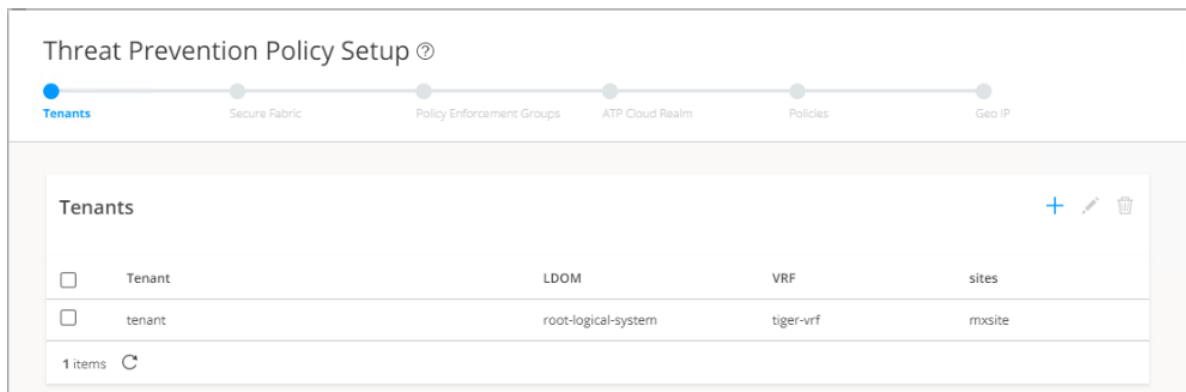 Threat Prevention Policy Setup ?
Tenants Secure Fabric Policy Enforcement Groups ATP Cloud Realm Policies Geo IP
Tenants
Tenant LDOM VRF sites
tenant root-logical-system tiger-vrf mxsite
1 items